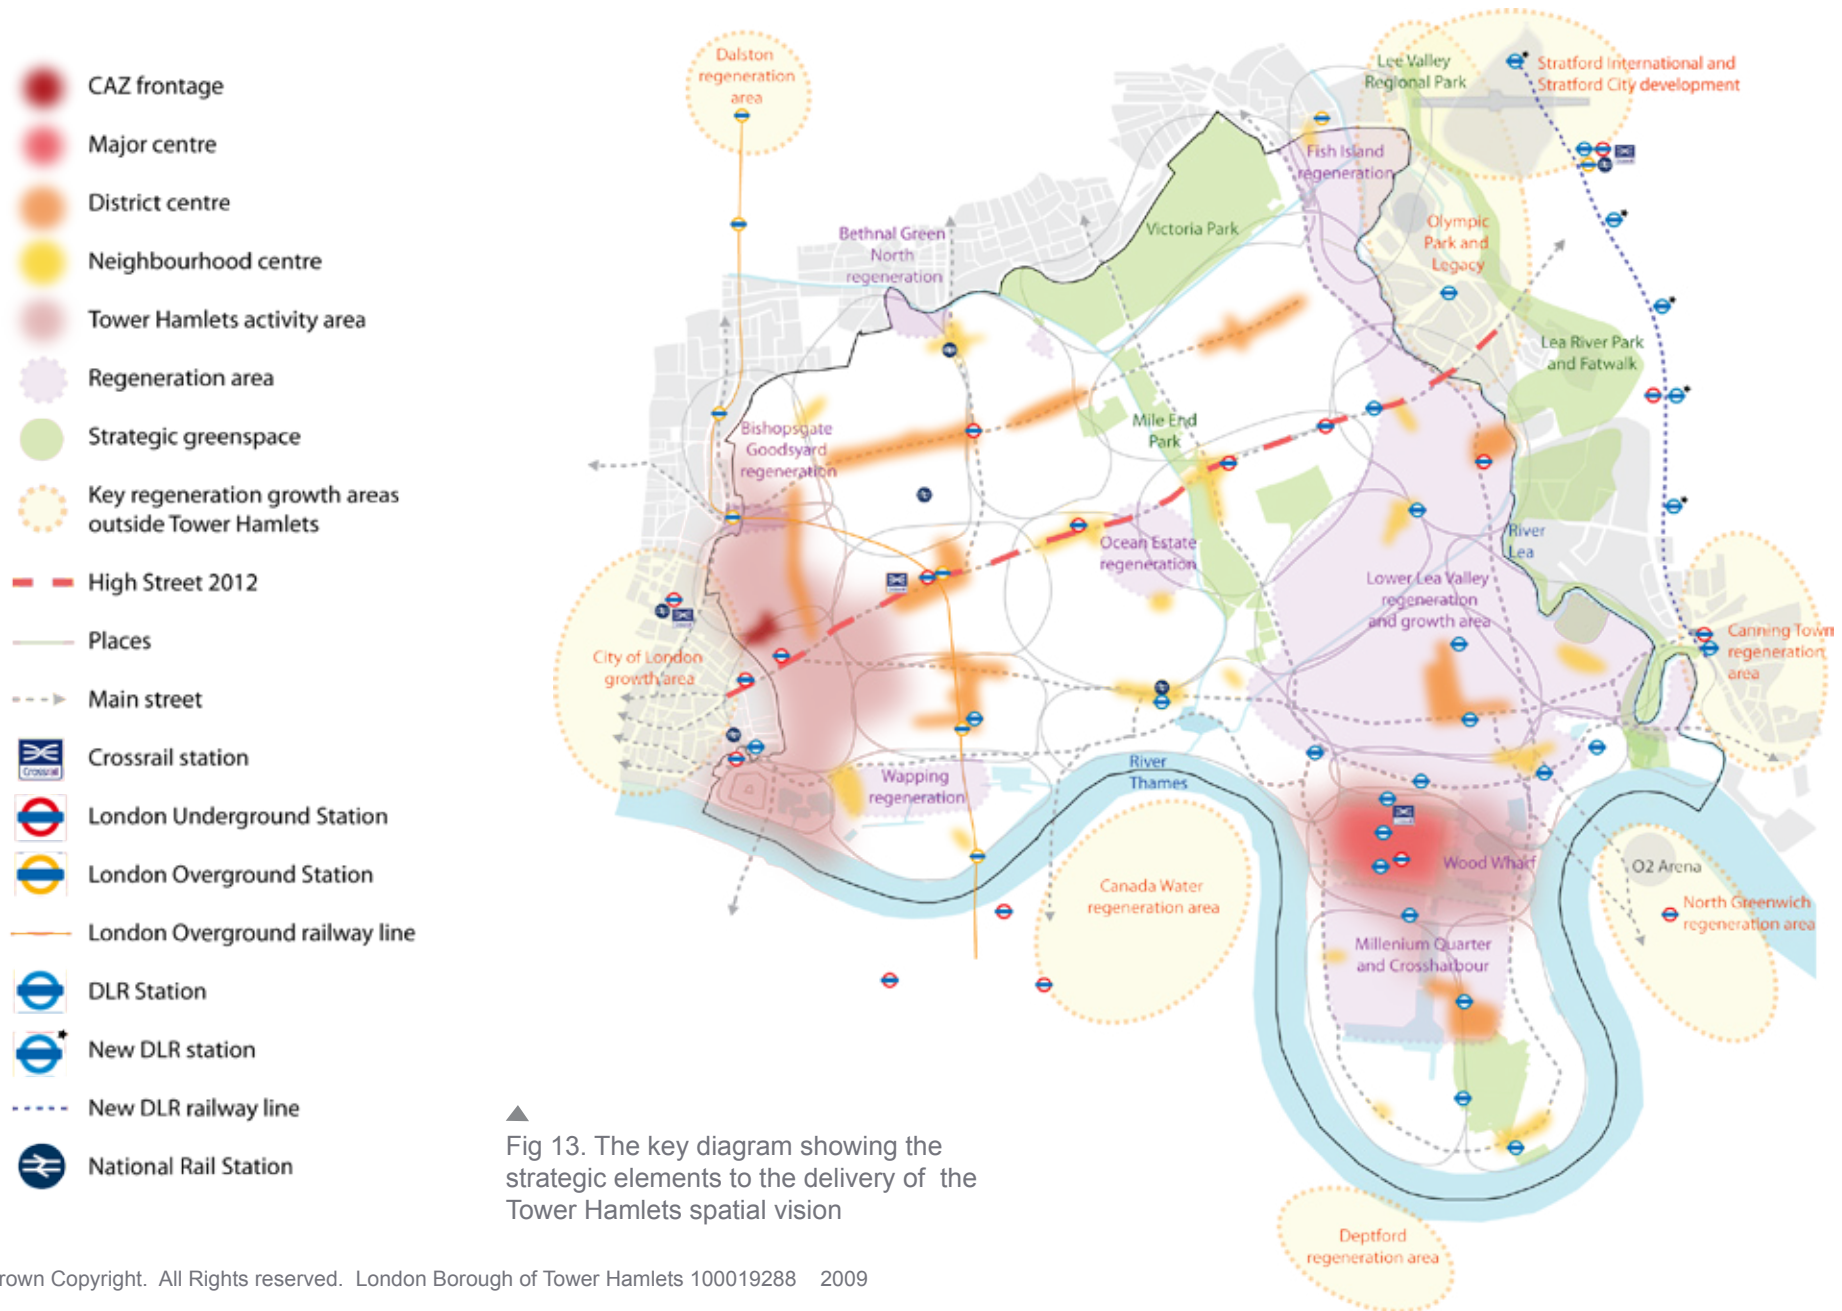 CAZ frontage
Major centre
District centre
Neighbourhood centre
Tower Hamlets activity area
Regeneration area
Strategic greenspace
Key regeneration growth areas
outside Tower Hamlets
High Street 2012
Places
Main street
Crossrail station
Crossrail
London Underground Station
London Overground Station
London Overground railway line
DLR Station
New DLR station
New DLR railway line
National Rail Station
Dalston
regeneration
area
Lee Valley
Regional Park
Stratford International and
Stratford City development
Fish Island
regeneration
Victoria Park
Olympic
Park and
Legacy
Bethnal Green
North
regeneration
Lea River Park
and Fatwalk
Bishopsgate
Goodsyard
regeneration
Mile End
Park
Ocean Estate
regeneration
River
Lea
Lower Lea Valley
regeneration
and growth area
City of London
growth area
Canning Town
regeneration
area
Wapping
regeneration
River
Thames
Wood Wharf
O2 Arena
Canada Water
regeneration area
North Greenwich
regeneration area
Millenium Quarter
and Crossharbour
Deptford
regeneration area
Fig 13. The key diagram showing the
strategic elements to the delivery of the
Tower Hamlets spatial vision
rown Copyright. All Rights reserved. London Borough of Tower Hamlets 100019288 2009